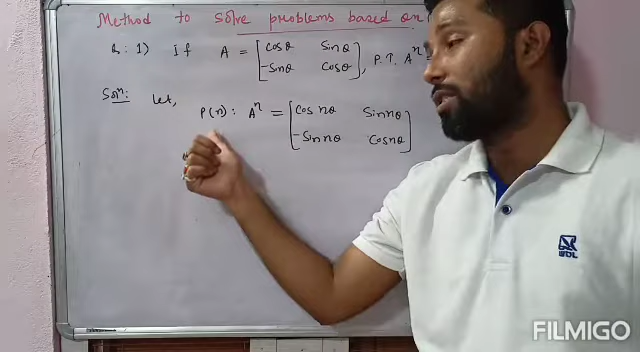 Method to solve problems based on
Q: 1) If A = [cosθ sinθ
-sinθ cosθ], P.T. Aⁿ =
Solⁿ: Let,
P(n): Aⁿ = [cos nθ sin nθ
-sin nθ cos nθ]
SDL
FILMIGO